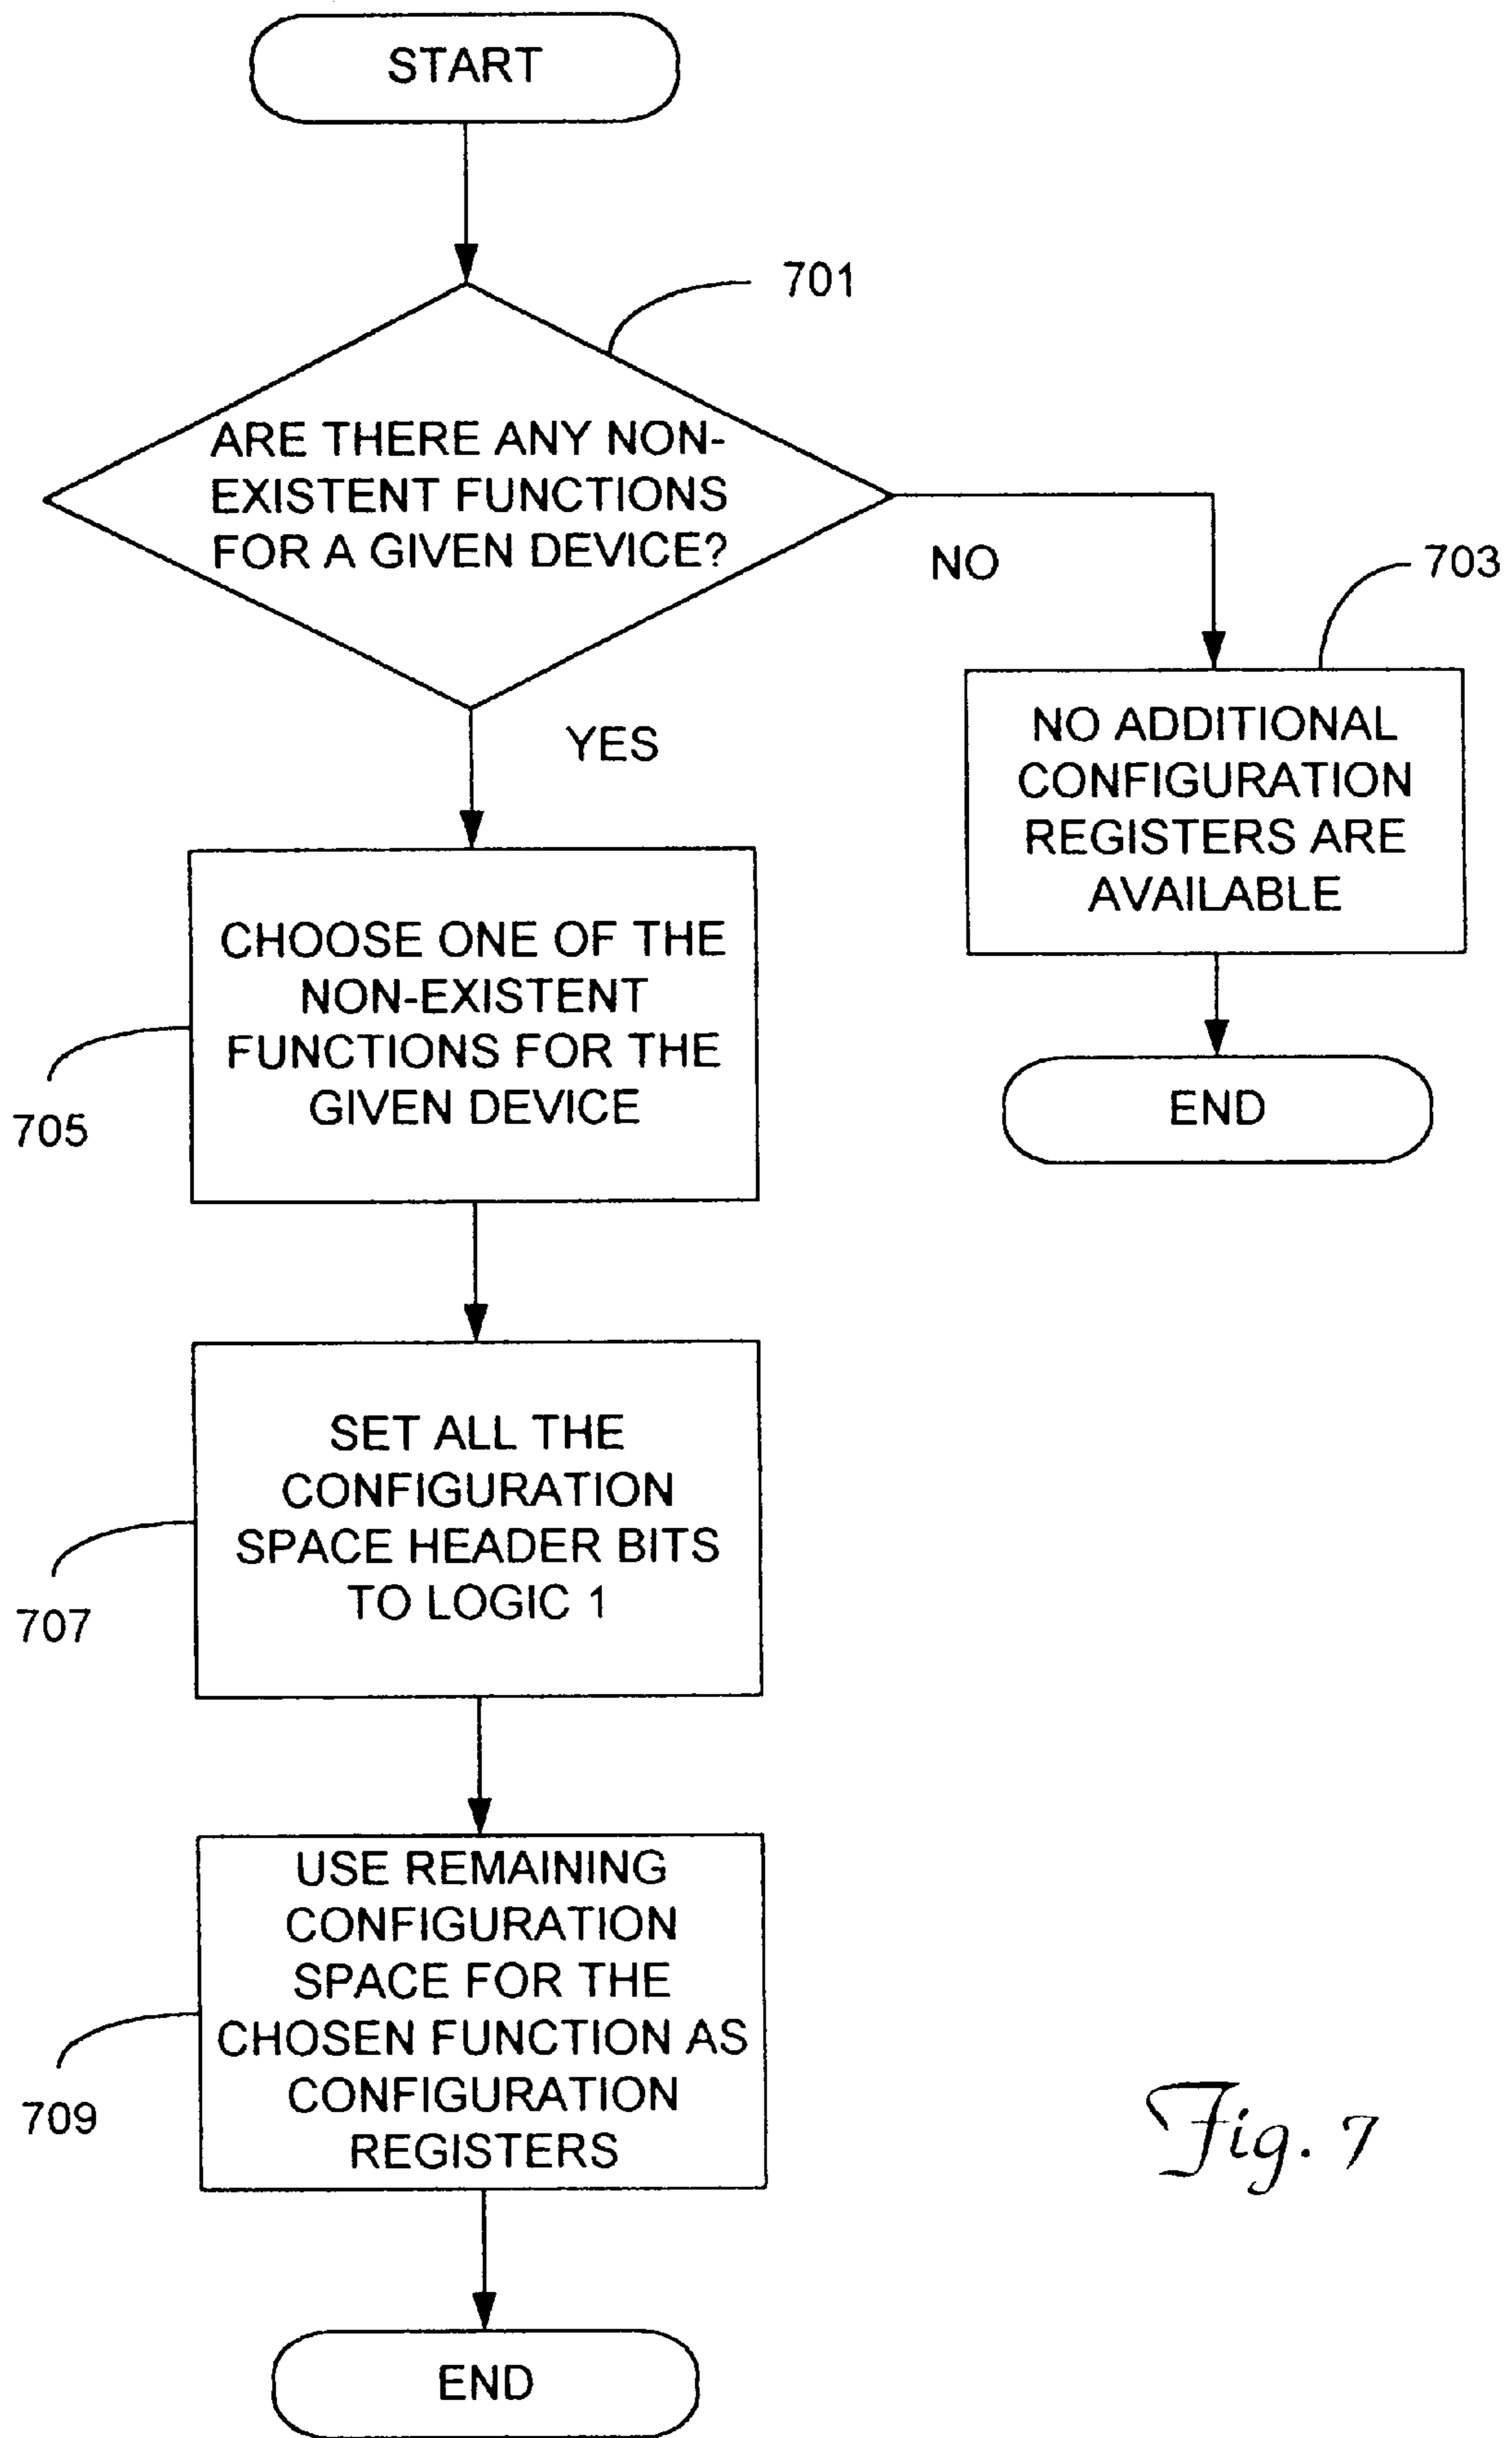 START
701
ARE THERE ANY NON-
EXISTENT FUNCTIONS
FOR A GIVEN DEVICE?
NO
703
NO ADDITIONAL
CONFIGURATION
REGISTERS ARE
AVAILABLE
END
YES
CHOOSE ONE OF THE
NON-EXISTENT
FUNCTIONS FOR THE
GIVEN DEVICE
705
SET ALL THE
CONFIGURATION
SPACE HEADER BITS
TO LOGIC 1
707
USE REMAINING
CONFIGURATION
SPACE FOR THE
CHOSEN FUNCTION AS
CONFIGURATION
REGISTERS
709
END
Fig. 7